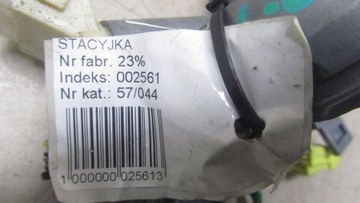 STACYJKA
Nr fabr. 23%
Indeks: 002561
Nr kat.: 57/044
1 000000 025613